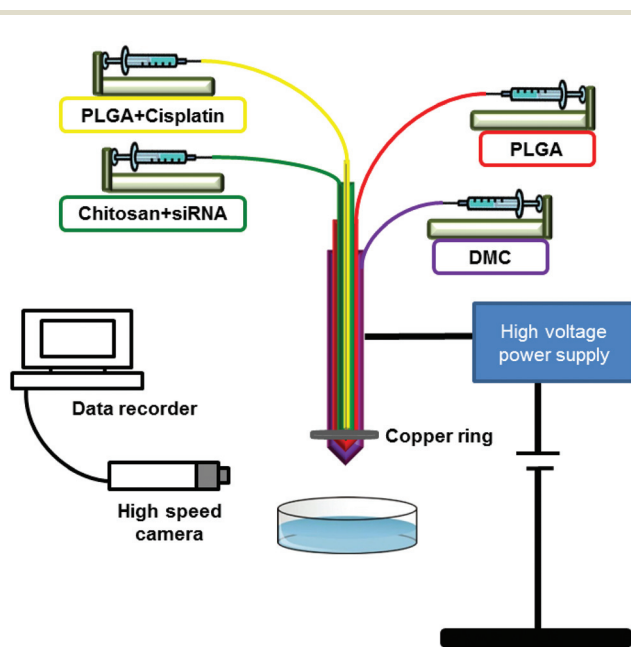 PLGA+Cisplatin
PLGA
Chitosan+siRNA
DMC
High voltage
power supply
Data recorder
Copper ring
High speed
camera